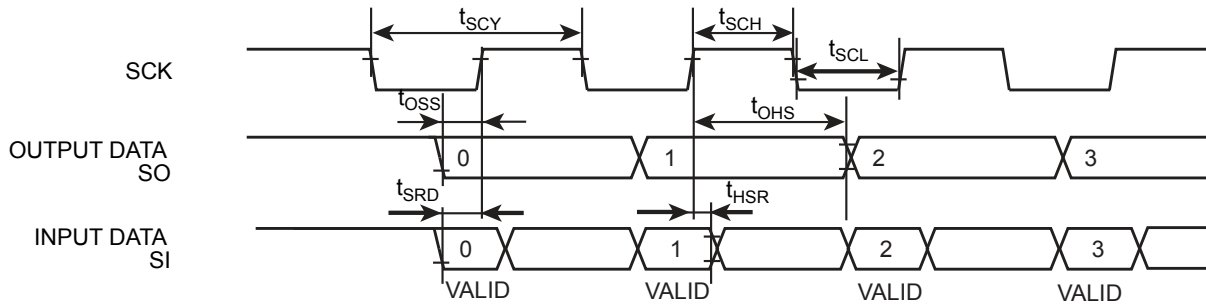 tSCY
tSCH
tSCL
SCK
tOSS
tOHS
OUTPUT DATA
SO
0 1 2 3
tSRD
tHSR
INPUT DATA
SI
0 1 2 3
VALID VALID VALID VALID